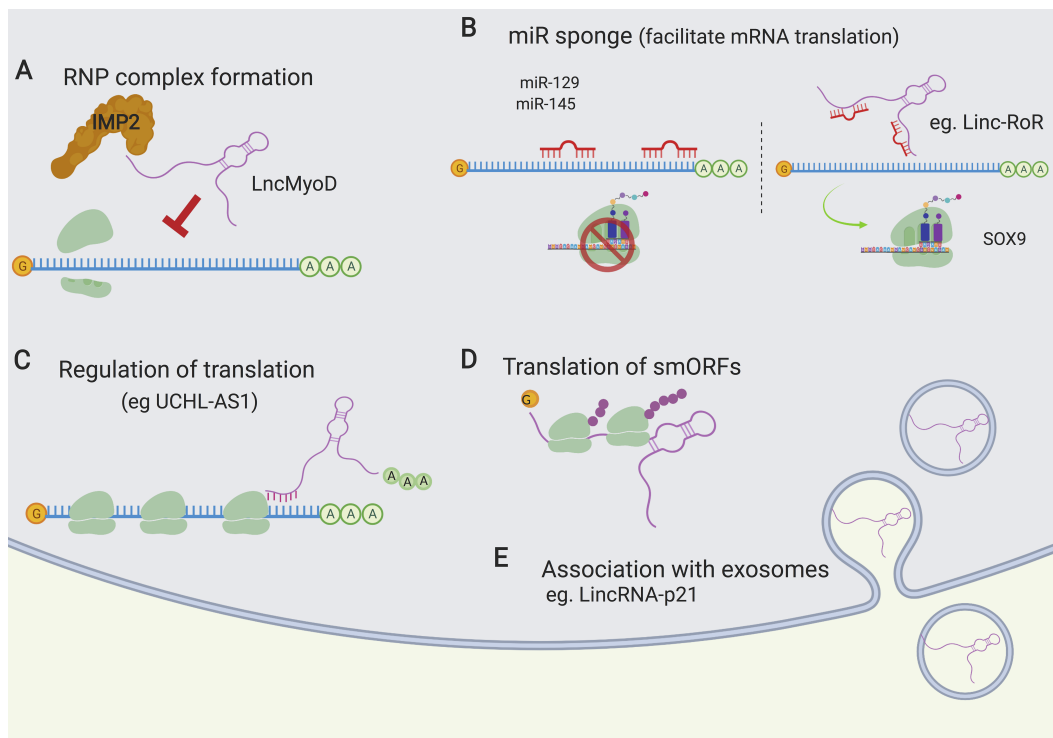 A
RNP complex formation
IMP2
LncMyoD
G
A A A
B
miR sponge (facilitate mRNA translation)
miR-129
miR-145
G
A A A
eg. Linc-RoR
G
A A A
SOX9
C
Regulation of translation
(eg UCHL-AS1)
A A A
G
A A A
D
Translation of smORFs
G
E
Association with exosomes
eg. LincRNA-p21